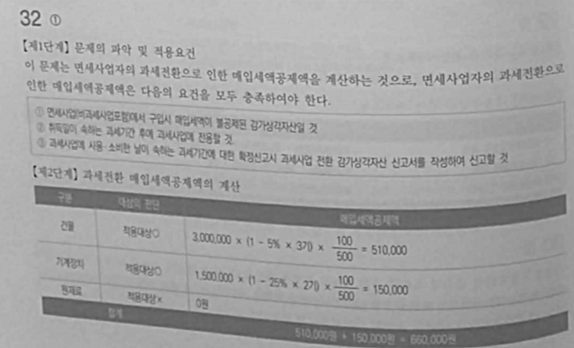 32 ①
【제1단계】 문제의 파악 및 적용요건
이 문제는 면세사업자의 과세전환으로 인한 매입세액공제액을 계산하는 것으로, 면세사업자의 과세전환으로
인한 매입세액공제액은 다음의 요건을 모두 충족하여야 한다.
① 면세사업(비과세사업포함)에서 구입시 매입세액이 불공제된 감가상각자산일 것
② 취득일이 속하는 과세기간 후에 과세사업에 전용할 것.
③ 과세사업에 사용·소비한 날이 속하는 과세기간에 대한 확정신고시 과세사업 전환 감가상각자산 신고서를 작성하여 신고할 것
【제2단계】 과세전환 매입세액공제액의 계산
구분 대상의 판단 매입세액공제액
건물 적용대상○ 3,000,000 × (1 - 5% × 3기) × 100/500 = 510,000
기계장치 적용대상○ 1,500,000 × (1 - 25% × 2기) × 100/500 = 150,000
원재료 적용대상× 0원
합계 510,000원 + 150,000원 = 660,000원